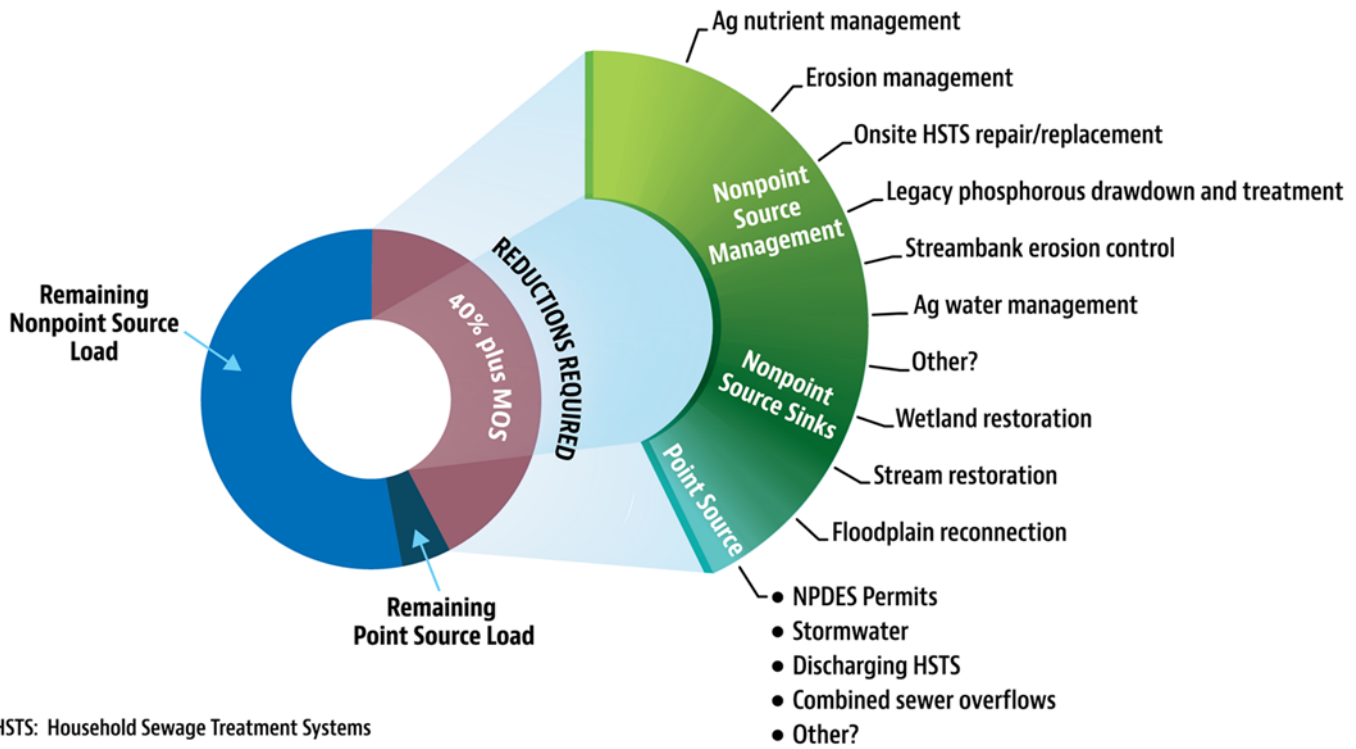 Ag nutrient management
Erosion management
Onsite HSTS repair/replacement
Legacy phosphorous drawdown and treatment
Streambank erosion control
Ag water management
Other?
Wetland restoration
Stream restoration
Floodplain reconnection
Nonpoint
Source
Management
Nonpoint
Source Sinks
Point Source
● NPDES Permits
● Stormwater
● Discharging HSTS
● Combined sewer overflows
● Other?
REDUCTIONS REQUIRED
40% plus MOS
Remaining
Nonpoint Source
Load
Remaining
Point Source Load
HSTS: Household Sewage Treatment Systems